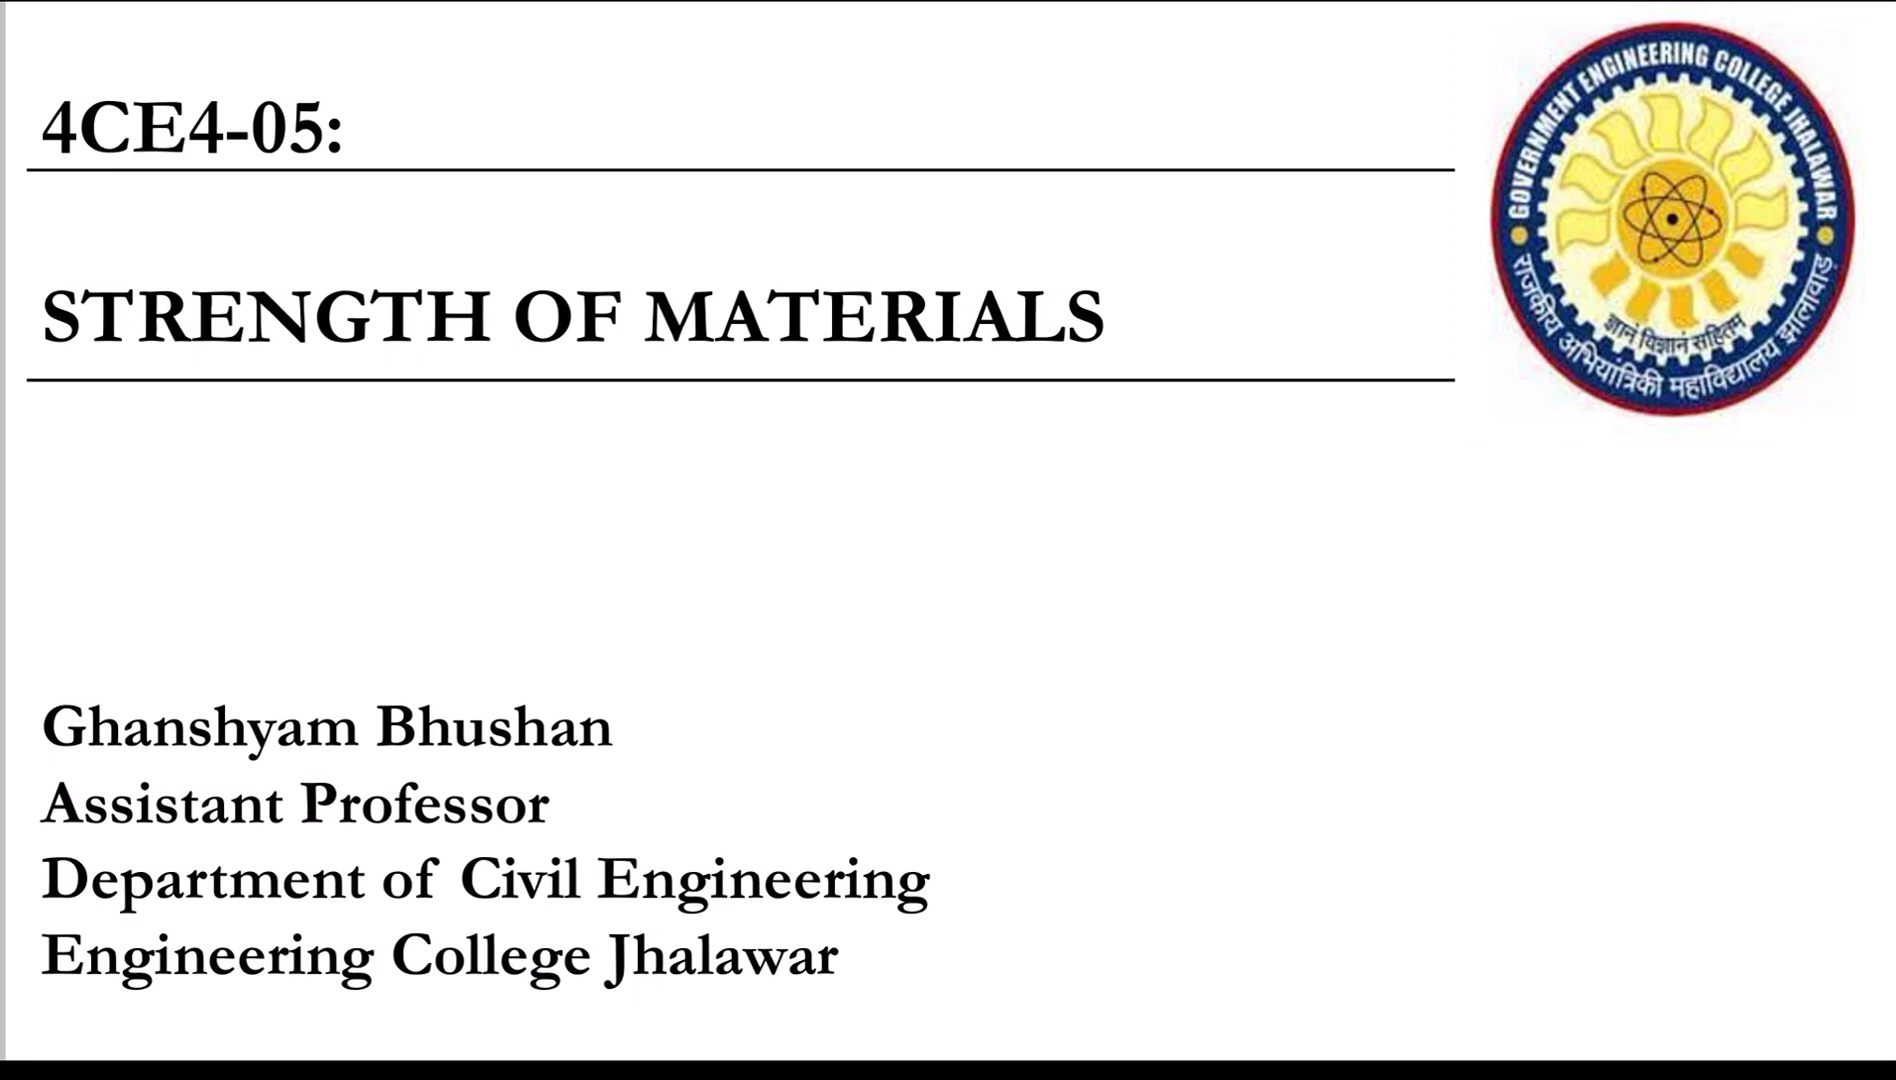 4CE4-05:
GOVERNMENT ENGINEERING COLLEGE JHALAWAR
STRENGTH OF MATERIALS
ज्ञानं विज्ञानं सहितम्
राजकीय अभियांत्रिकी महाविद्यालय झालावाड़
Ghanshyam Bhushan
Assistant Professor
Department of Civil Engineering
Engineering College Jhalawar